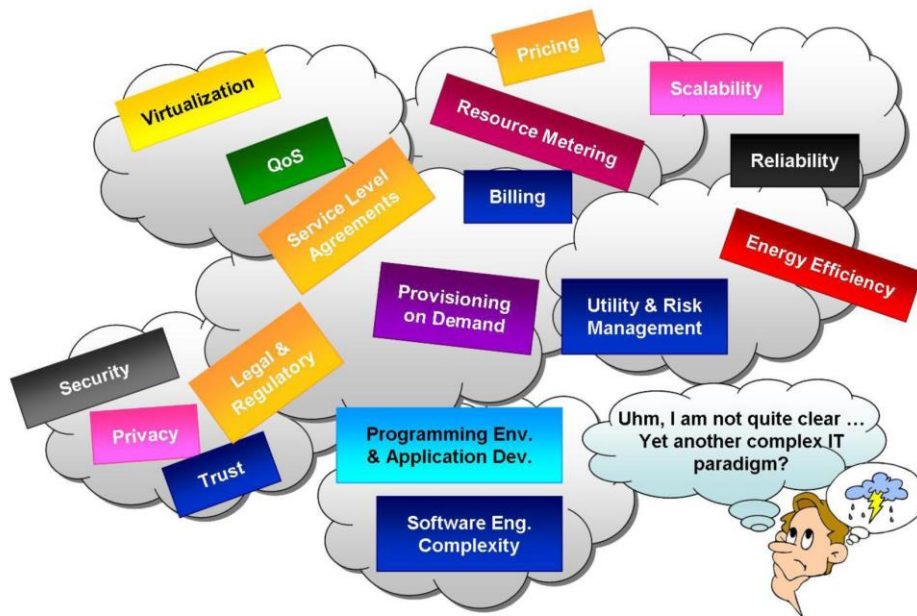 Pricing
Virtualization
Scalability
Resource Metering
QoS
Reliability
Billing
Service Level
Agreements
Energy Efficiency
Provisioning
on Demand
Utility & Risk
Management
Security
Legal &
Regulatory
Privacy
Trust
Programming Env.
& Application Dev.
Uhm, I am not quite clear …
Yet another complex IT
paradigm?
Software Eng.
Complexity